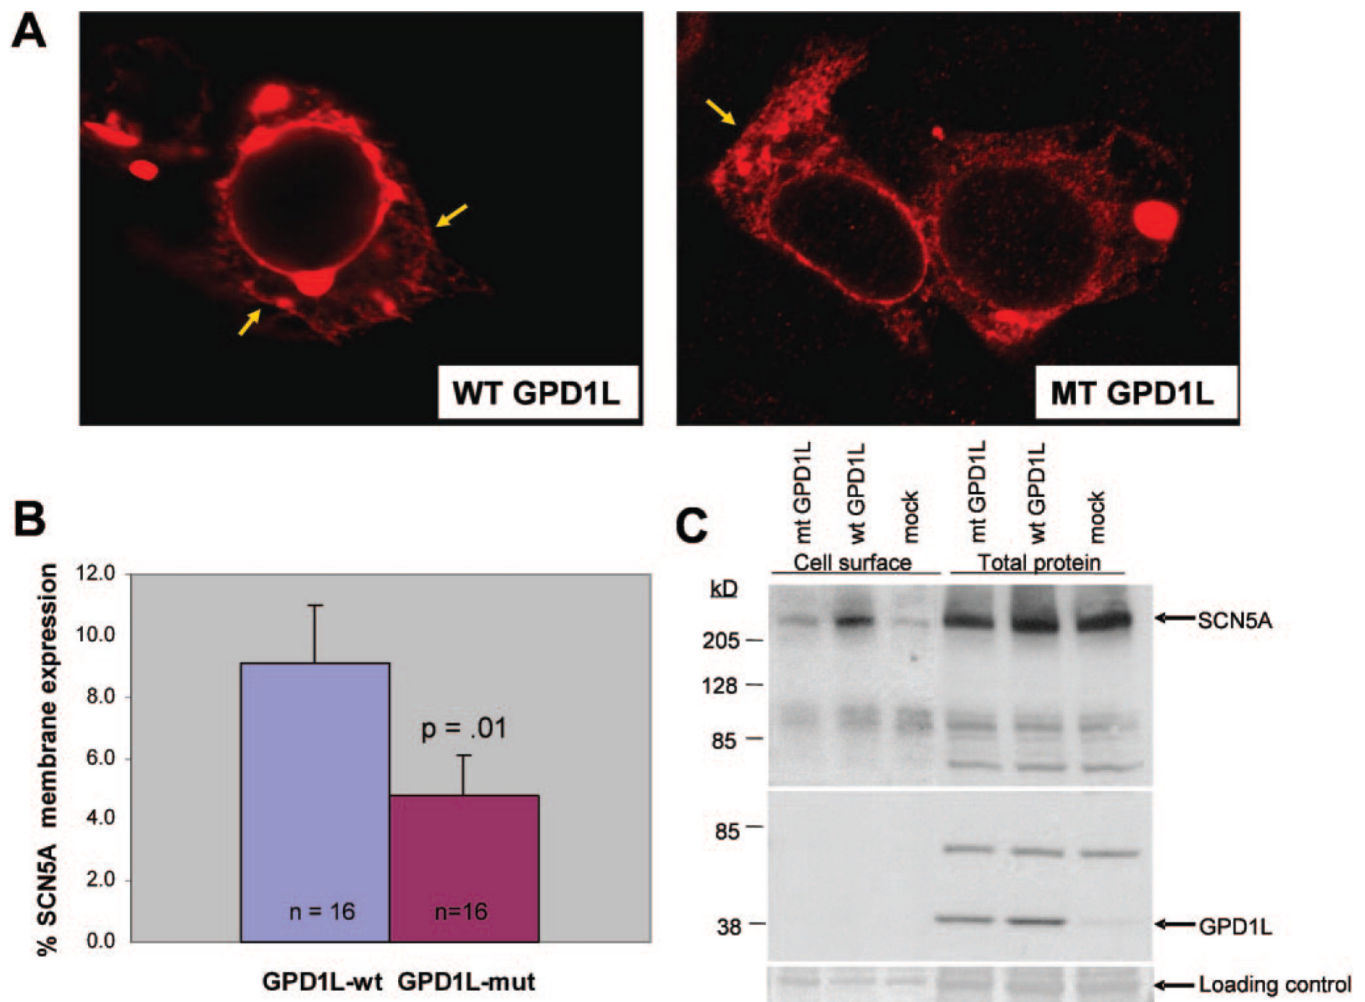 A
WT GPD1L
MT GPD1L
B
% SCN5A membrane expression
12.0
10.0
8.0
6.0
4.0
2.0
0.0
p = .01
n = 16
n=16
GPD1L-wt GPD1L-mut
C
mt GPD1L
wt GPD1L
mock
mt GPD1L
wt GPD1L
mock
Cell surface
Total protein
kD
205
128
85
SCN5A
85
38
GPD1L
Loading control